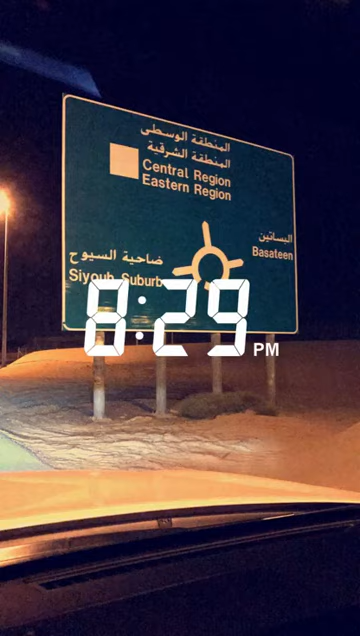 المنطقة الوسطى
المنطقة الشرقية
Central Region
Eastern Region
البساتين
Basateen
ضاحية السيوح
Siyouh Suburb
8:29 PM